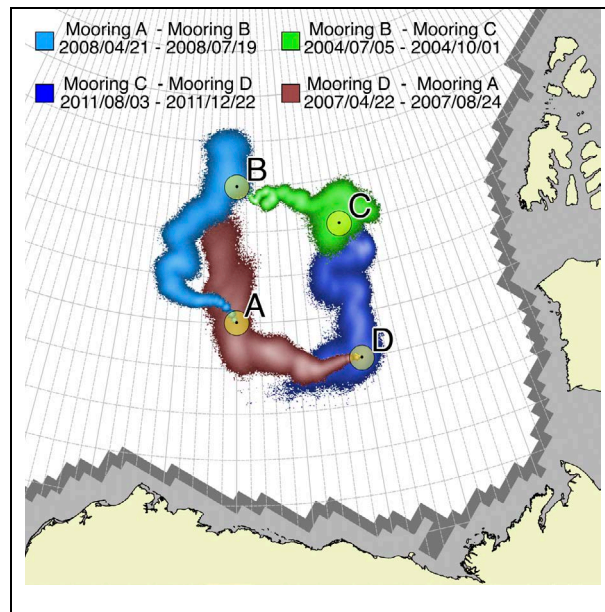 Mooring A - Mooring B
2008/04/21 - 2008/07/19
Mooring B - Mooring C
2004/07/05 - 2004/10/01
Mooring C - Mooring D
2011/08/03 - 2011/12/22
Mooring D - Mooring A
2007/04/22 - 2007/08/24
B
C
A
D